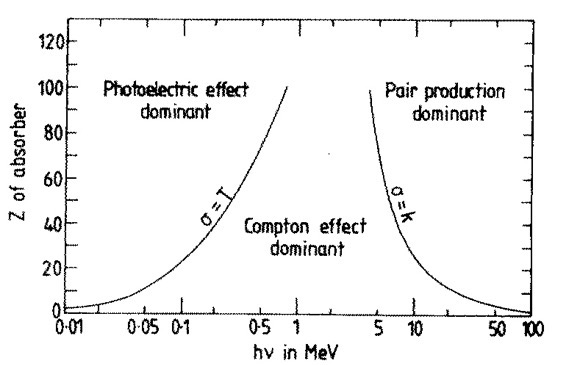 120
100
80
60
40
20
0
Z of absorber
Photoelectric effect
dominant
Pair production
dominant
σ = T
σ = k
Compton effect
dominant
0·01 0·05 0·1 0·5 1 5 10 50 100
hν in MeV